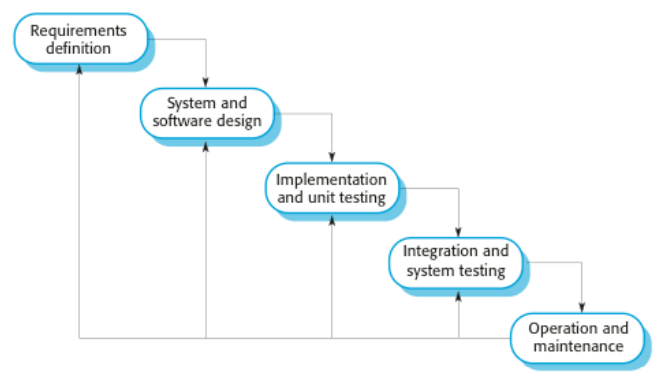 Requirements
definition
System and
software design
Implementation
and unit testing
Integration and
system testing
Operation and
maintenance